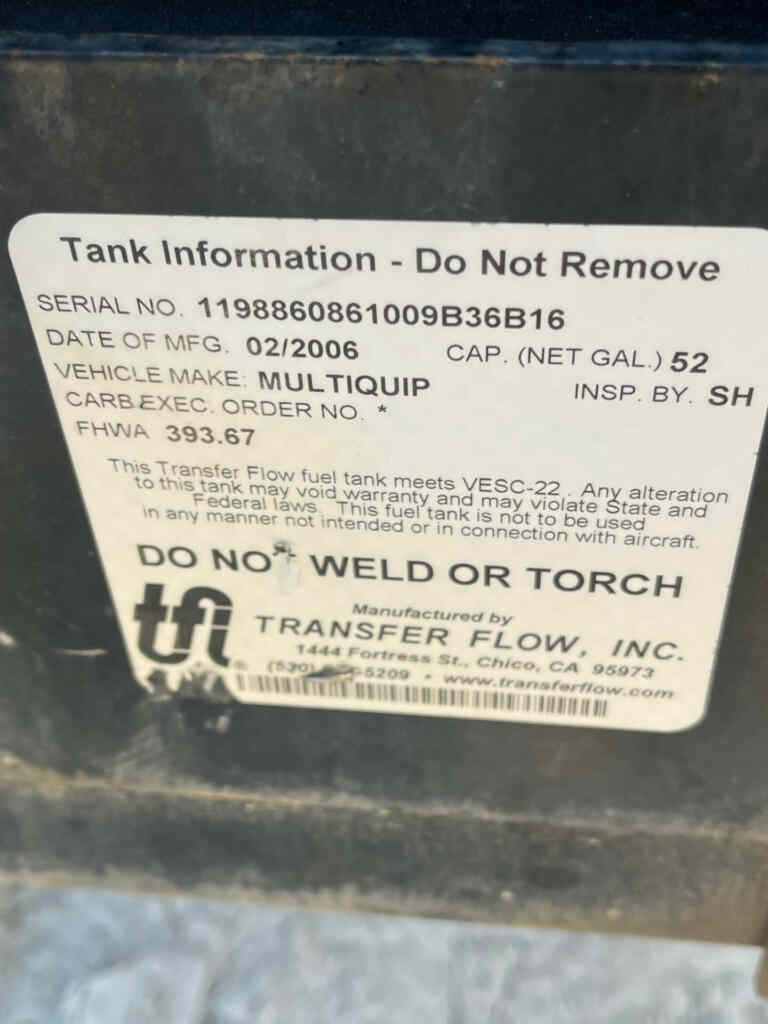 Tank Information - Do Not Remove
SERIAL NO. 1198860861009B36B16
DATE OF MFG. 02/2006 CAP. (NET GAL.) 52
VEHICLE MAKE: MULTIQUIP INSP. BY. SH
CARB EXEC. ORDER NO. *
FHWA 393.67
This Transfer Flow fuel tank meets VESC-22. Any alteration
to this tank may void warranty and may violate State and
Federal laws. This fuel tank is not to be used
in any manner not intended or in connection with aircraft.
DO NOT WELD OR TORCH
tfi
Manufactured by
TRANSFER FLOW, INC.
1444 Fortress St., Chico, CA 95973
® (530) 5209 • www.transferflow.com